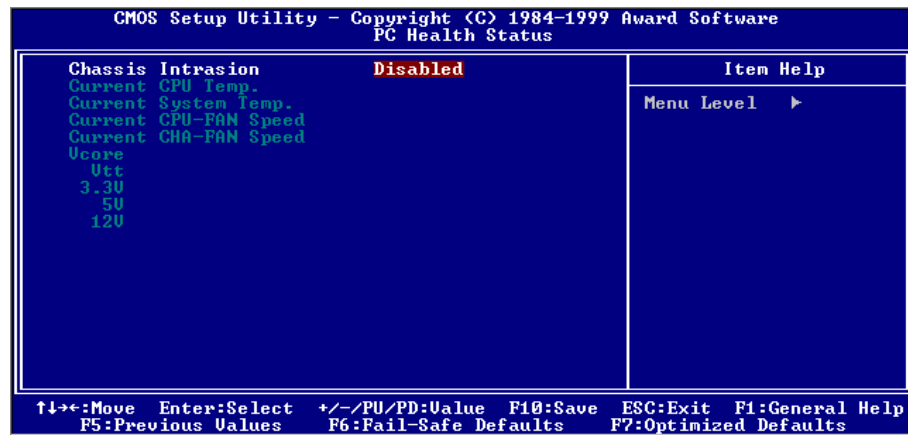 CMOS Setup Utility – Copyright (C) 1984–1999 Award Software
PC Health Status
Chassis Intrasion Disabled
Current CPU Temp.
Current System Temp.
Current CPU-FAN Speed
Current CHA-FAN Speed
Vcore
Vtt
3.3V
5V
12V
Item Help
Menu Level ►
↑↓→←:Move Enter:Select +/-/PU/PD:Value F10:Save ESC:Exit F1:General Help
F5:Previous Values F6:Fail-Safe Defaults F7:Optimized Defaults